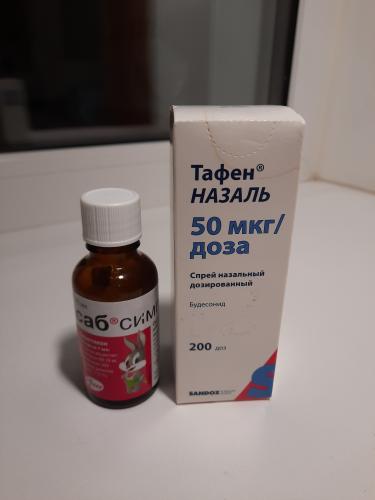 саб® СИМ
Тафен®
НАЗАЛЬ
50 мкг/
доза
Спрей назальный
дозированный
Будесонид
200 доз
SANDOZ
S